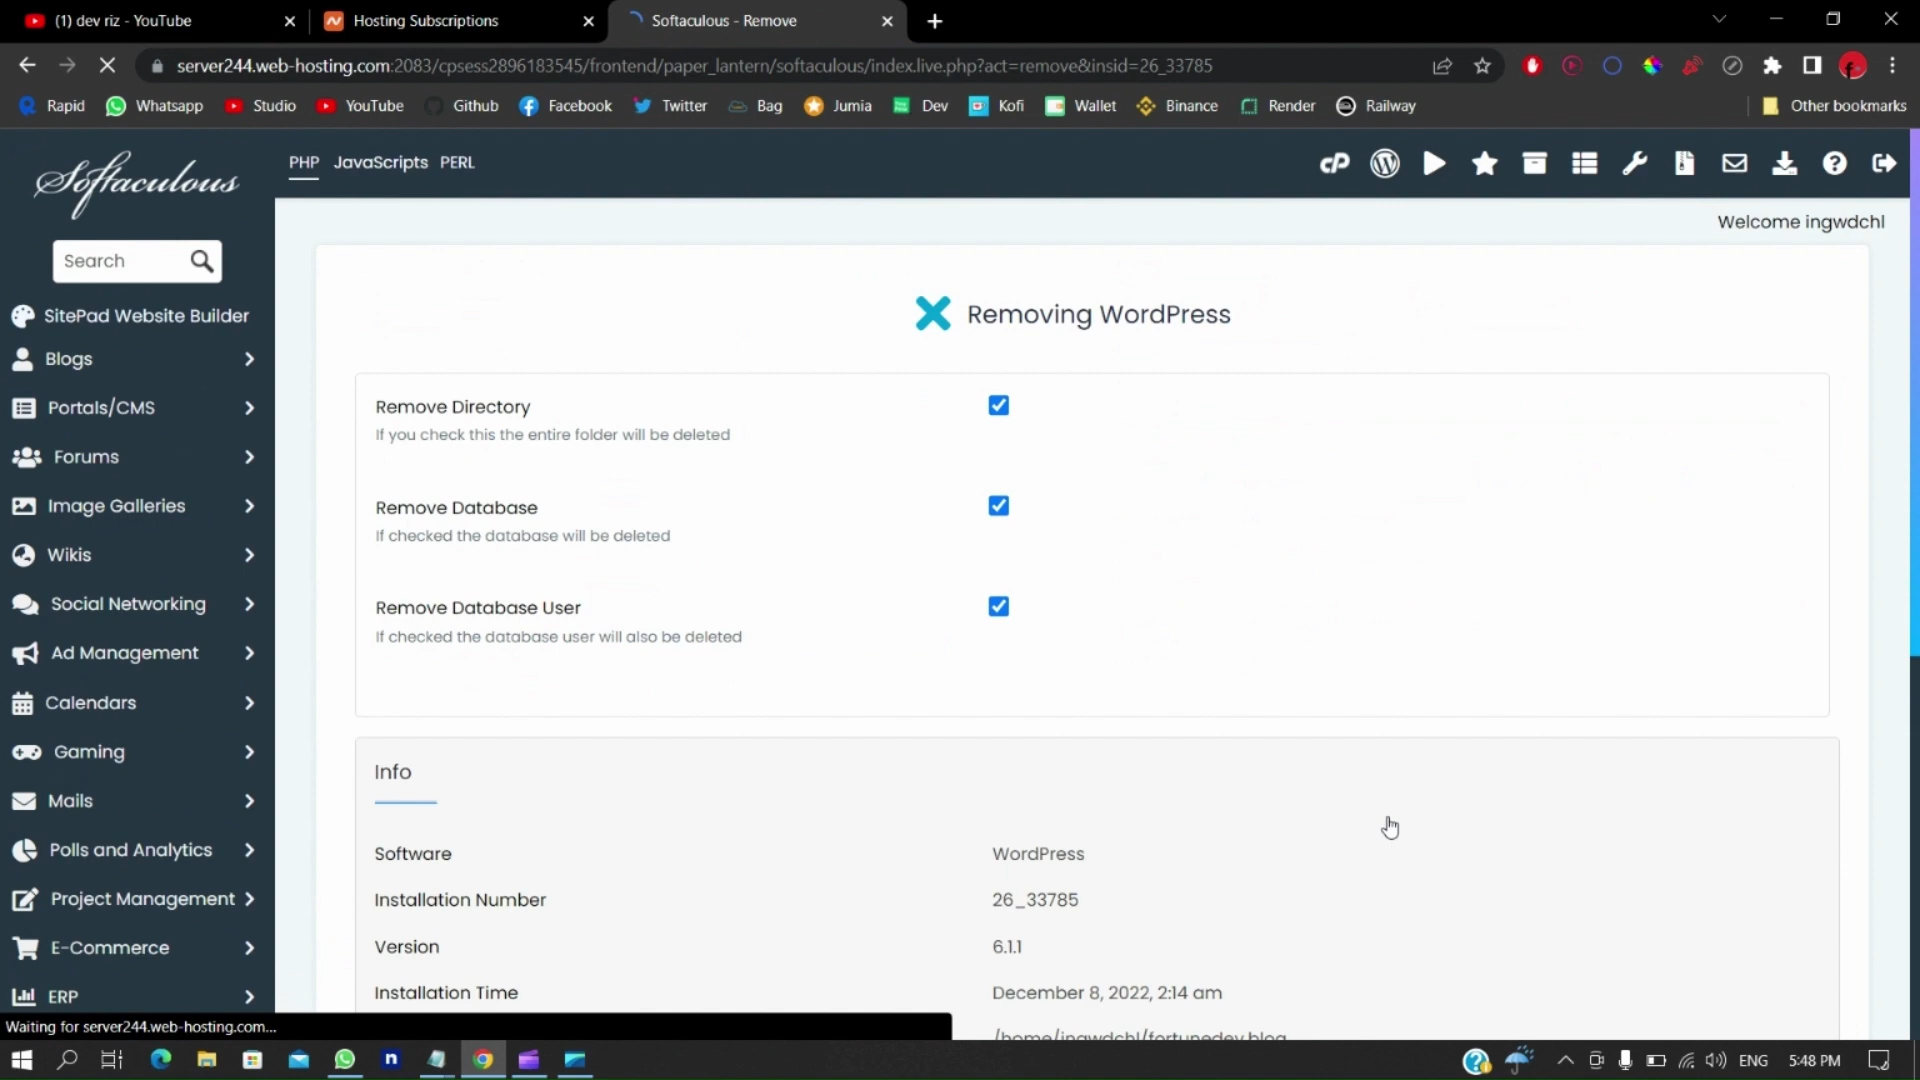 (1) dev riz - YouTube
Hosting Subscriptions
Softaculous - Remove
server244.web-hosting.com:2083/cpsess2896183545/frontend/paper_lantern/softaculous/index.live.php?act=remove&insid=26_33785
Rapid
Whatsapp
Studio
YouTube
Github
Facebook
Twitter
Bag
Jumia
Dev
Kofi
Wallet
Binance
Render
Railway
Other bookmarks
Softaculous
PHP JavaScripts PERL
cP
Welcome ingwdchl
Search
SitePad Website Builder
Blogs
Portals/CMS
Forums
Image Galleries
Wikis
Social Networking
Ad Management
Calendars
Gaming
Mails
Polls and Analytics
Project Management
E-Commerce
ERP
Removing WordPress
Remove Directory
If you check this the entire folder will be deleted
Remove Database
If checked the database will be deleted
Remove Database User
If checked the database user will also be deleted
Info
Software WordPress
Installation Number 26_33785
Version 6.1.1
Installation Time December 8, 2022, 2:14 am
/home/ingwdchl/fortunedev.blog
Waiting for server244.web-hosting.com...
ENG
5:48 PM